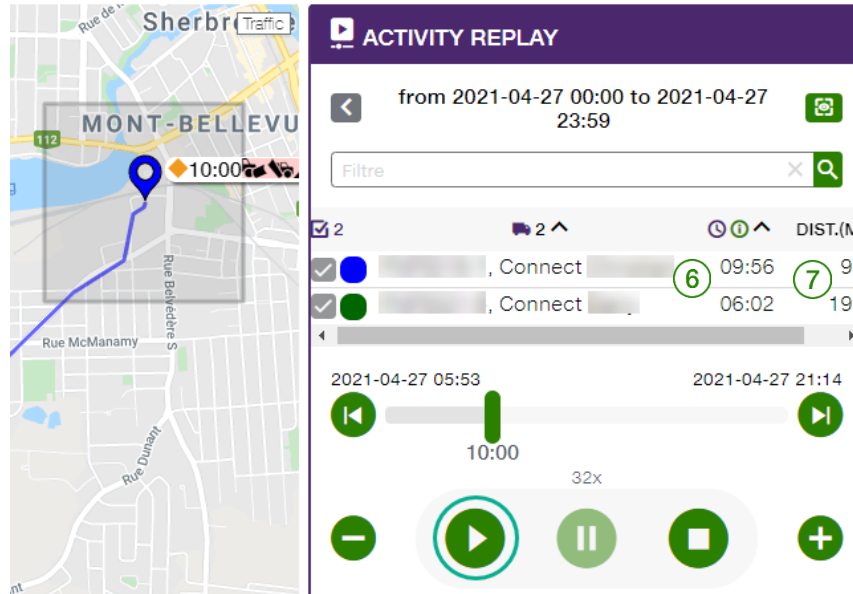 Rue de
Sherbr
Traffic
112
MONT-BELLEVU
10:00
Rue Belvédère S
Rue McManamy
Rue Dunant
ACTIVITY REPLAY
from 2021-04-27 00:00 to 2021-04-27
23:59
Filtre
2 2 DIST.(M
, Connect 6 09:56 7 9
, Connect 06:02 19
2021-04-27 05:53 2021-04-27 21:14
10:00
32x